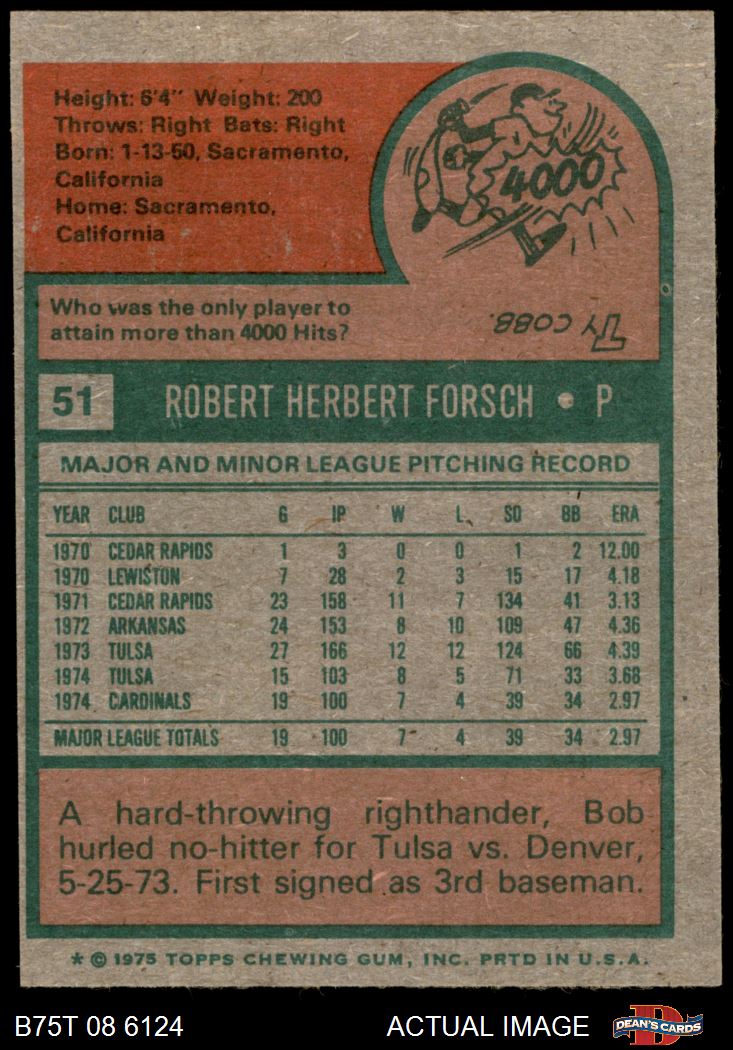 Height: 6'4" Weight: 200
Throws: Right Bats: Right
Born: 1-13-50, Sacramento,
California
Home: Sacramento,
California
4000
Who was the only player to
attain more than 4000 Hits?
TY COBB.
51 ROBERT HERBERT FORSCH • P
MAJOR AND MINOR LEAGUE PITCHING RECORD
YEAR CLUB G IP W L SO BB ERA
1970 CEDAR RAPIDS 1 3 0 0 1 2 12.00
1970 LEWISTON 7 28 2 3 15 17 4.18
1971 CEDAR RAPIDS 23 158 11 7 134 41 3.13
1972 ARKANSAS 24 153 8 10 109 47 4.36
1973 TULSA 27 166 12 12 124 66 4.39
1974 TULSA 15 103 8 5 71 33 3.68
1974 CARDINALS 19 100 7 4 39 34 2.97
MAJOR LEAGUE TOTALS 19 100 7 4 39 34 2.97
A hard-throwing righthander, Bob
hurled no-hitter for Tulsa vs. Denver,
5-25-73. First signed as 3rd baseman.
* © 1975 TOPPS CHEWING GUM, INC. PRTD IN U.S.A.
B75T 08 6124 ACTUAL IMAGE D DEAN'S CARDS